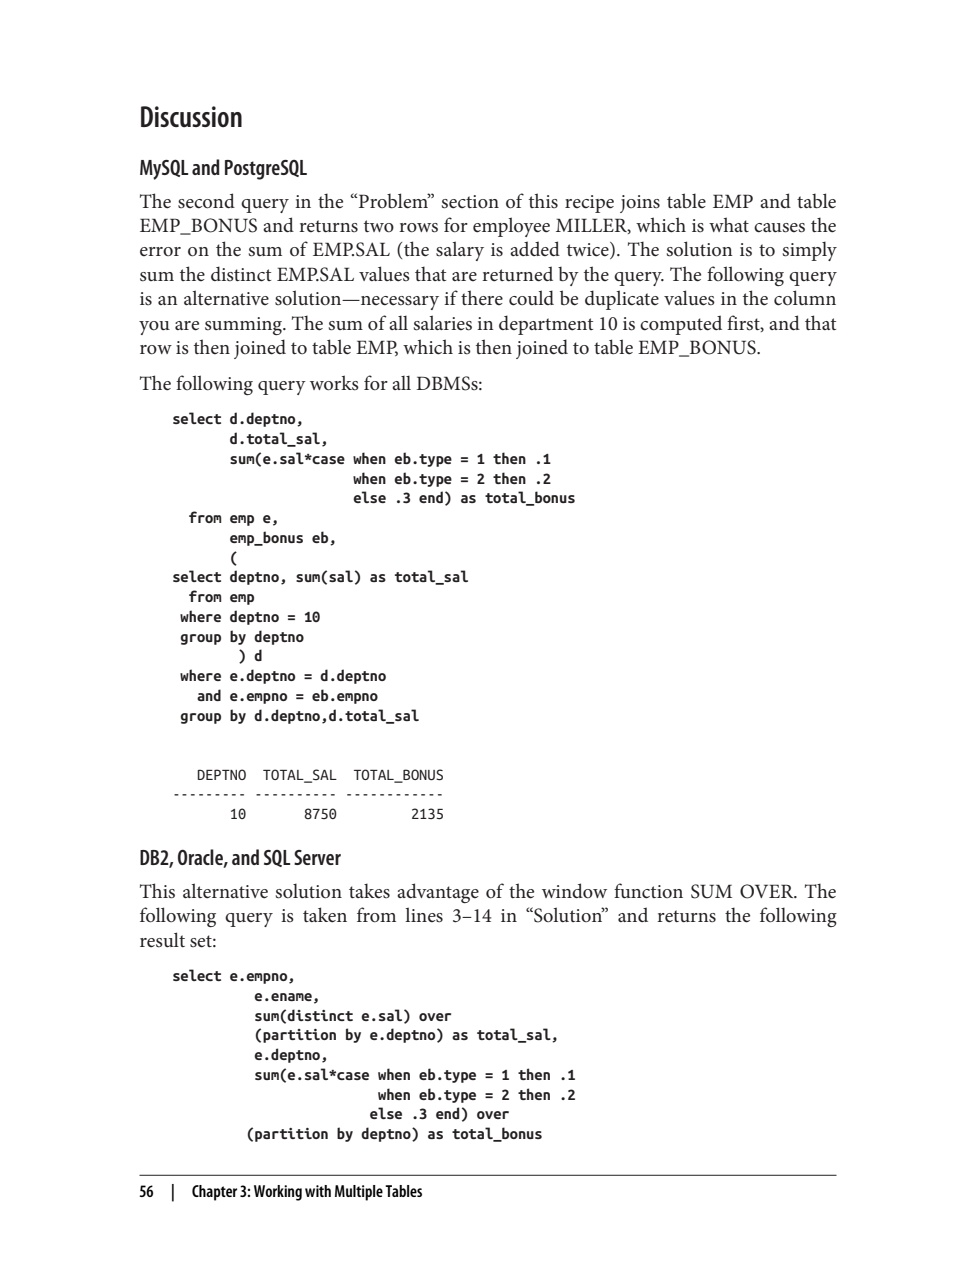 Discussion
MySQL and PostgreSQL
The second query in the “Problem” section of this recipe joins table EMP and table
EMP_BONUS and returns two rows for employee MILLER, which is what causes the
error on the sum of EMP.SAL (the salary is added twice). The solution is to simply
sum the distinct EMP.SAL values that are returned by the query. The following query
is an alternative solution—necessary if there could be duplicate values in the column
you are summing. The sum of all salaries in department 10 is computed first, and that
row is then joined to table EMP, which is then joined to table EMP_BONUS.
The following query works for all DBMSs:
select d.deptno,
       d.total_sal,
       sum(e.sal*case when eb.type = 1 then .1
                      when eb.type = 2 then .2
                      else .3 end) as total_bonus
  from emp e,
       emp_bonus eb,
       (
select deptno, sum(sal) as total_sal
  from emp
 where deptno = 10
 group by deptno
        ) d
 where e.deptno = d.deptno
   and e.empno = eb.empno
 group by d.deptno,d.total_sal
   DEPTNO  TOTAL_SAL  TOTAL_BONUS
--------- ---------- ------------
       10       8750         2135
DB2, Oracle, and SQL Server
This alternative solution takes advantage of the window function SUM OVER. The
following query is taken from lines 3–14 in “Solution” and returns the following
result set:
select e.empno,
          e.ename,
          sum(distinct e.sal) over
          (partition by e.deptno) as total_sal,
          e.deptno,
          sum(e.sal*case when eb.type = 1 then .1
                         when eb.type = 2 then .2
                        else .3 end) over
         (partition by deptno) as total_bonus
56 | Chapter 3: Working with Multiple Tables